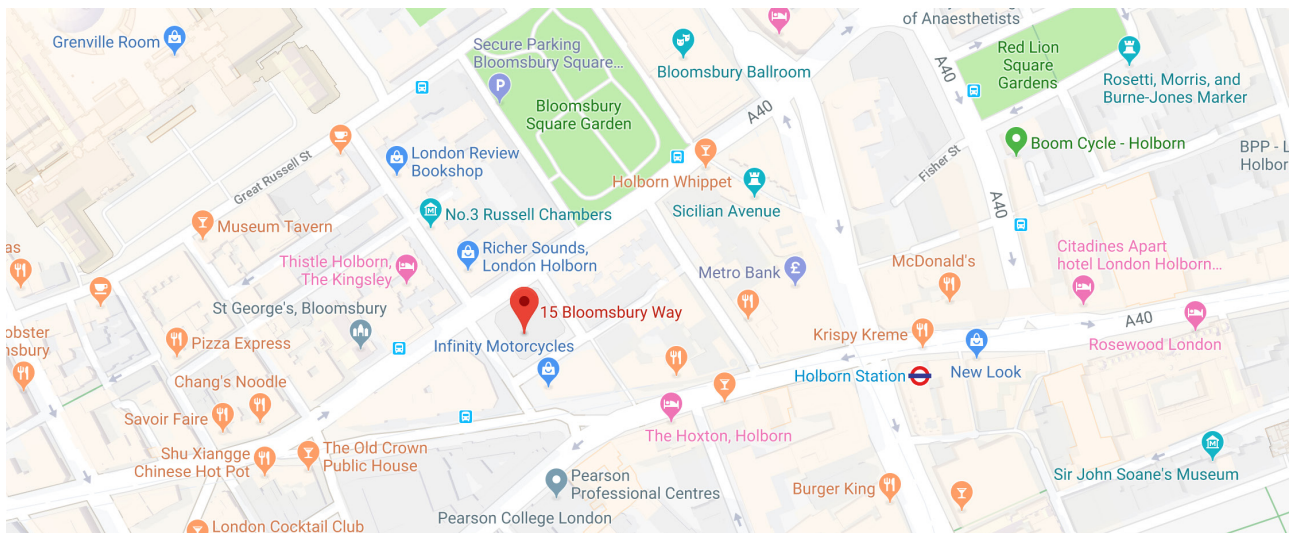 of Anaesthetists
Grenville Room
Secure Parking
Bloomsbury Square...
P
Bloomsbury Ballroom
Red Lion
Square
Gardens
A40
Rosetti, Morris, and
Burne-Jones Marker
Bloomsbury
Square Garden
A40
Boom Cycle - Holborn
BPP - L
Holbor
London Review
Bookshop
Great Russell St
Fisher St
Holborn Whippet
Sicilian Avenue
A40
No.3 Russell Chambers
Museum Tavern
Richer Sounds,
London Holborn
Thistle Holborn,
The Kingsley
as
Metro Bank
£
McDonald's
Citadines Apart
hotel London Holborn...
St George's, Bloomsbury
15 Bloomsbury Way
A40
obster
nsbury
Pizza Express
Infinity Motorcycles
Krispy Kreme
Rosewood London
Holborn Station
New Look
Chang's Noodle
Savoir Faire
The Hoxton, Holborn
Shu Xiangge
Chinese Hot Pot
The Old Crown
Public House
Pearson
Professional Centres
Sir John Soane's Museum
Burger King
Pearson College London
London Cocktail Club